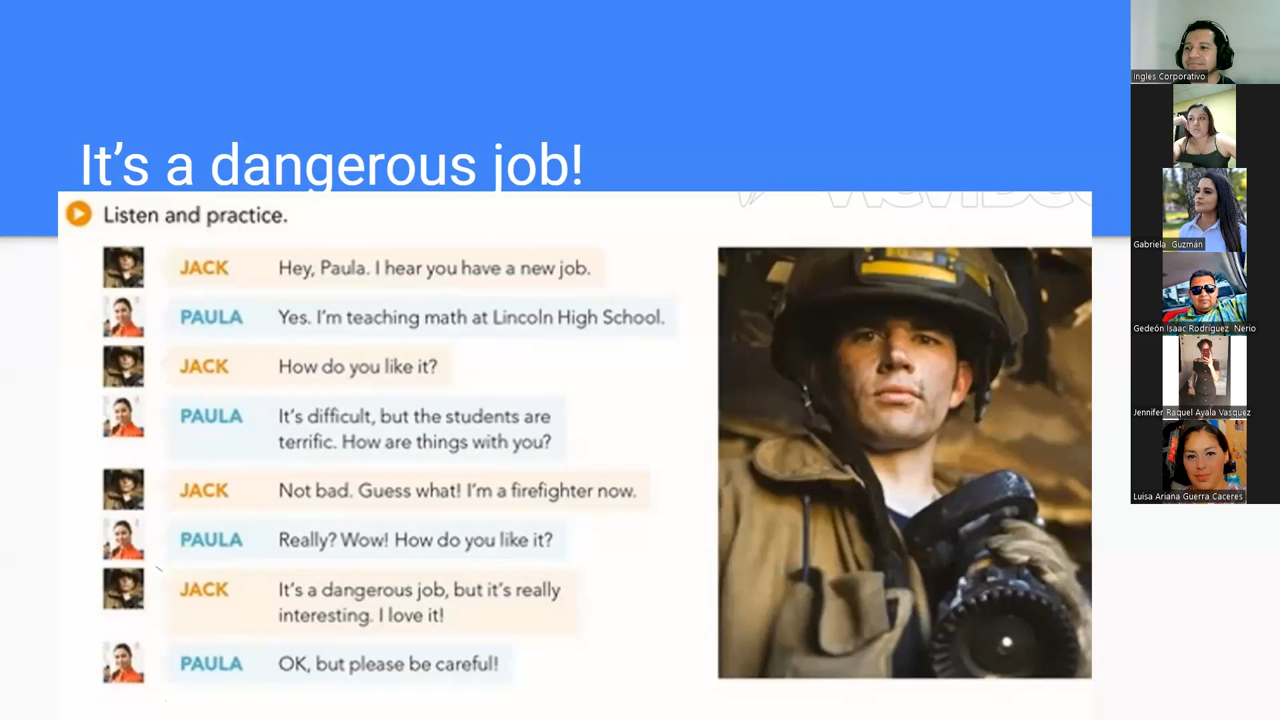 It's a dangerous job!
Listen and practice.
JACK Hey, Paula. I hear you have a new job.
PAULA Yes. I'm teaching math at Lincoln High School.
JACK How do you like it?
PAULA It's difficult, but the students are
terrific. How are things with you?
JACK Not bad. Guess what! I'm a firefighter now.
PAULA Really? Wow! How do you like it?
JACK It's a dangerous job, but it's really
interesting. I love it!
PAULA OK, but please be careful!
Ingles Corporativo
Gabriela Guzmán
Gedeón Isaac Rodríguez Nerio
Jennifer Raquel Ayala Vasquez
Luisa Ariana Guerra Caceres